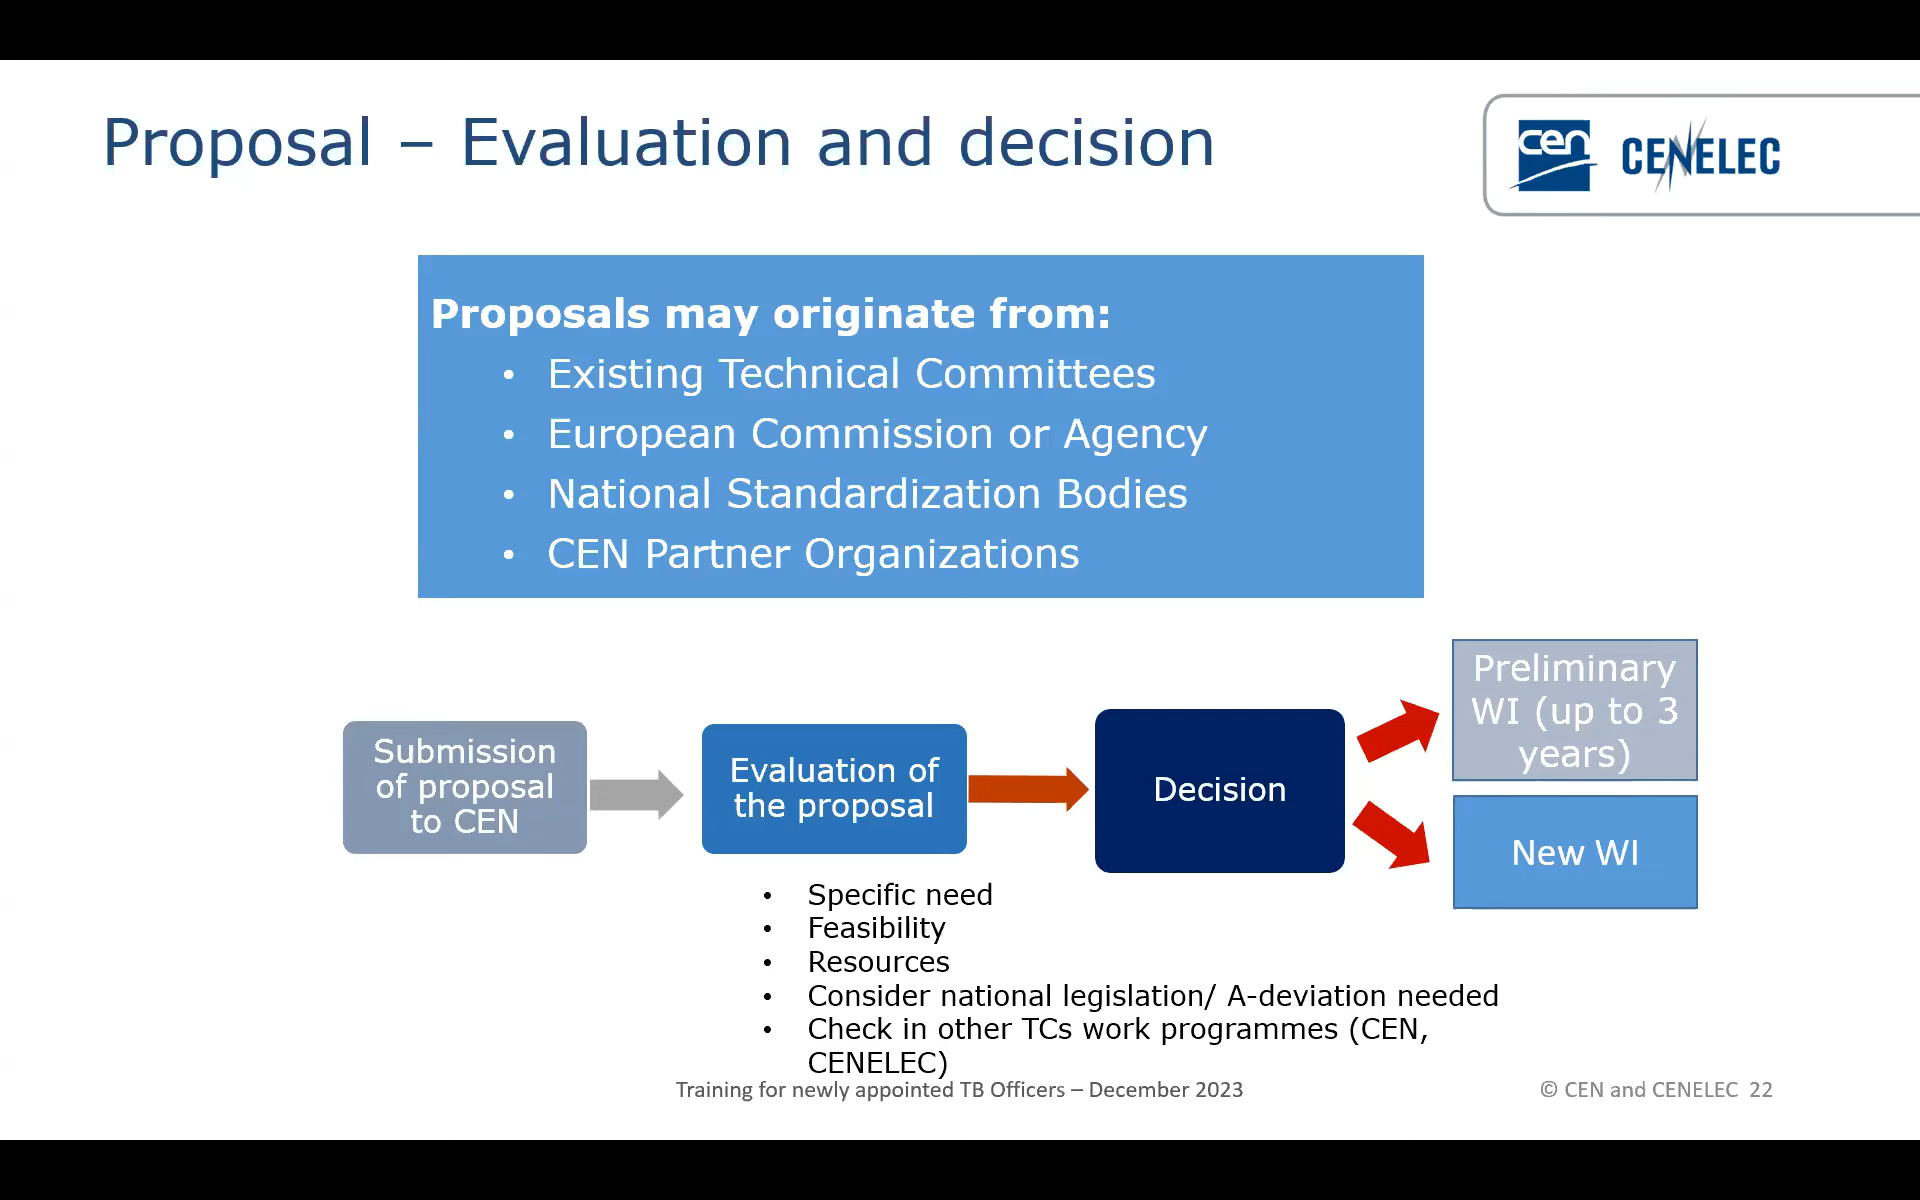 Proposal – Evaluation and decision
cen
CENELEC
Proposals may originate from:
• Existing Technical Committees
• European Commission or Agency
• National Standardization Bodies
• CEN Partner Organizations
Submission
of proposal
to CEN
Evaluation of
the proposal
Decision
Preliminary
WI (up to 3
years)
New WI
• Specific need
• Feasibility
• Resources
• Consider national legislation/ A-deviation needed
• Check in other TCs work programmes (CEN,
CENELEC)
Training for newly appointed TB Officers – December 2023
© CEN and CENELEC 22